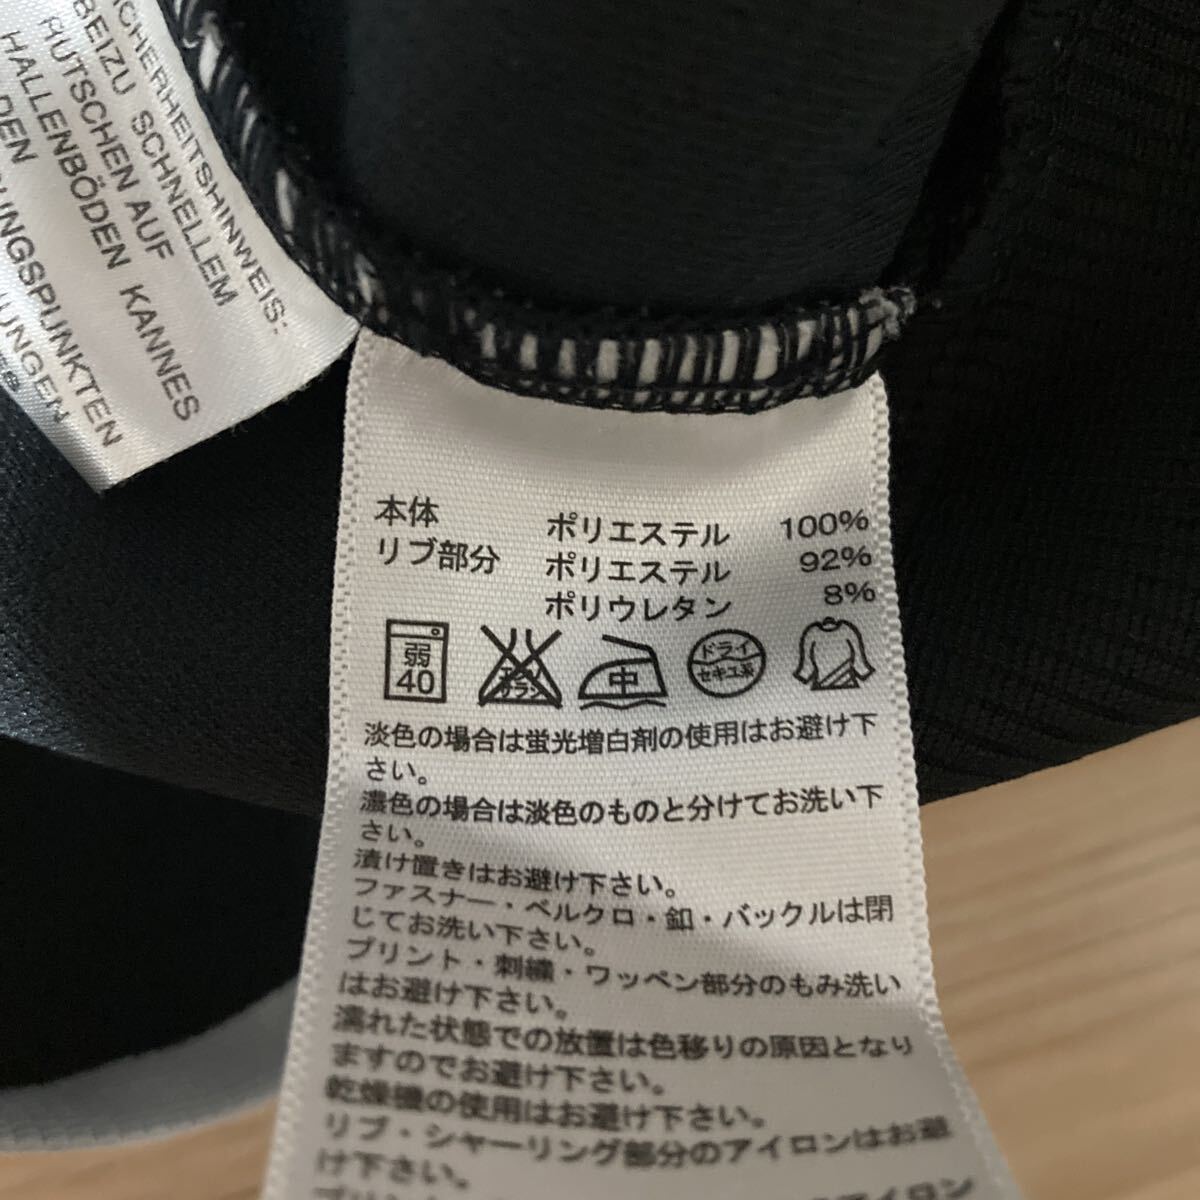 SICHERHEITSHINWEIS:
BEIZU SCHNELLEM
RUTSCHEN AUF
HALLENBÖDEN KANNES
本体 ポリエステル 100%
リブ部分 ポリエステル 92%
ポリウレタン 8%
弱
40
エンソ
サラシ
中
ドライ
セキユ系
淡色の場合は蛍光増白剤の使用はお避け下
さい。
濃色の場合は淡色のものと分けてお洗い下
さい。
漬け置きはお避け下さい。
ファスナー・ベルクロ・釦・バックルは閉
じてお洗い下さい。
プリント・刺繍・ワッペン部分のもみ洗い
はお避け下さい。
濡れた状態での放置は色移りの原因となり
ますのでお避け下さい。
乾燥機の使用はお避け下さい。
リブ・シャーリング部分のアイロンはお避
け下さい。